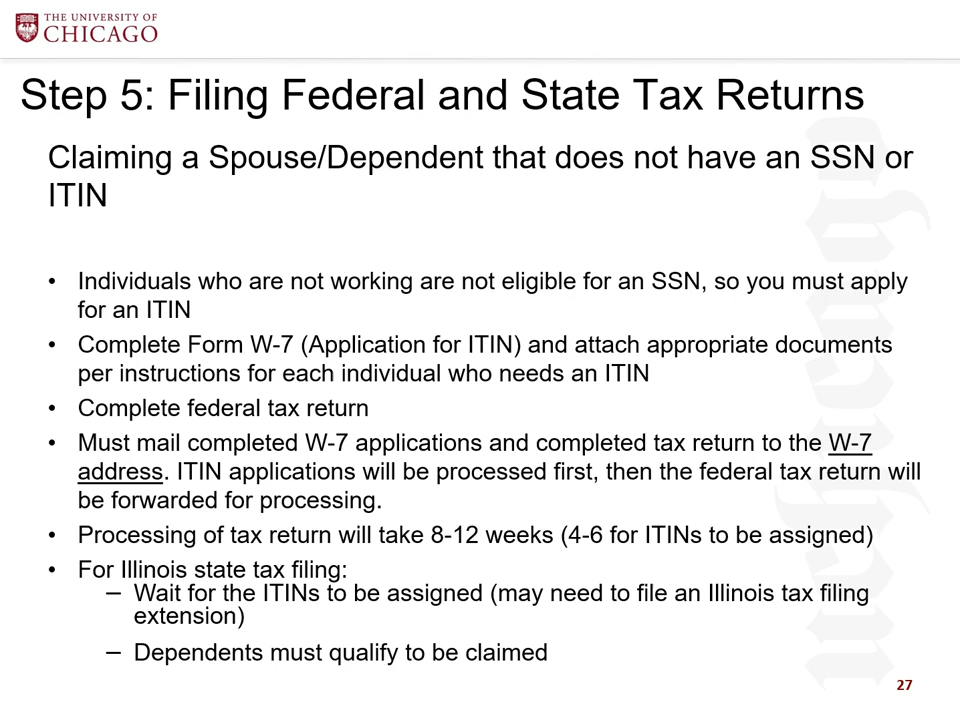 THE UNIVERSITY OF
CHICAGO
Step 5: Filing Federal and State Tax Returns
Claiming a Spouse/Dependent that does not have an SSN or
ITIN
• Individuals who are not working are not eligible for an SSN, so you must apply
for an ITIN
• Complete Form W-7 (Application for ITIN) and attach appropriate documents
per instructions for each individual who needs an ITIN
• Complete federal tax return
• Must mail completed W-7 applications and completed tax return to the W-7
address. ITIN applications will be processed first, then the federal tax return will
be forwarded for processing.
• Processing of tax return will take 8-12 weeks (4-6 for ITINs to be assigned)
• For Illinois state tax filing:
– Wait for the ITINs to be assigned (may need to file an Illinois tax filing
extension)
– Dependents must qualify to be claimed
27
uchicago